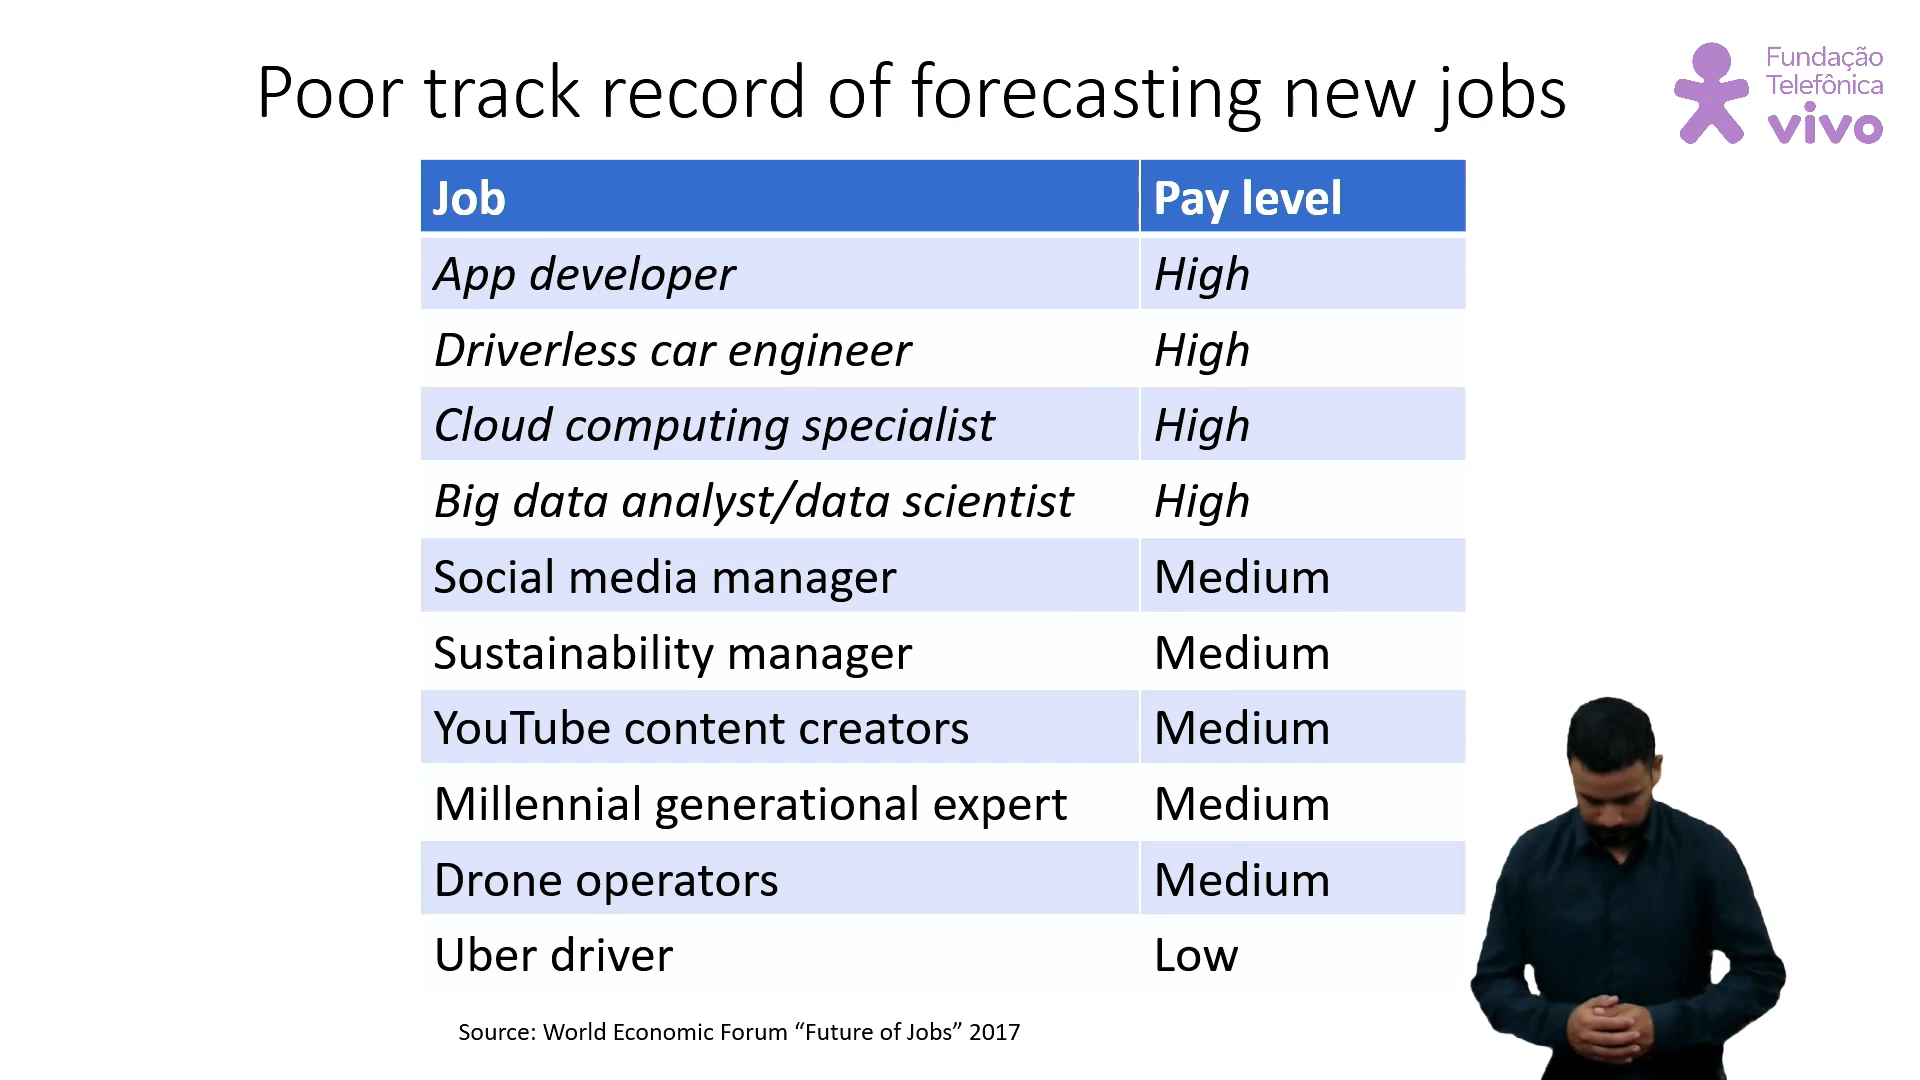 Poor track record of forecasting new jobs
Fundação
Telefônica
vivo
Job Pay level
App developer High
Driverless car engineer High
Cloud computing specialist High
Big data analyst/data scientist High
Social media manager Medium
Sustainability manager Medium
YouTube content creators Medium
Millennial generational expert Medium
Drone operators Medium
Uber driver Low
Source: World Economic Forum “Future of Jobs” 2017